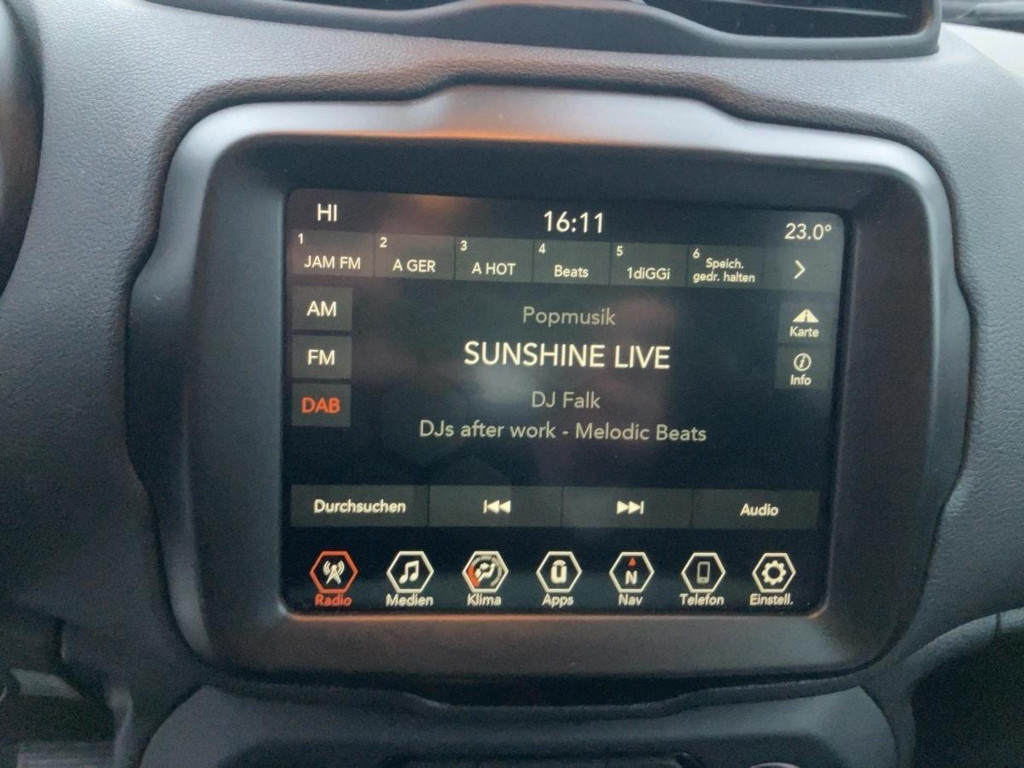 HI 16:11 23.0°
1 JAM FM 2 A GER 3 A HOT 4 Beats 5 1diGGi 6 Speich.
gedr. halten
AM
FM
DAB
Popmusik
SUNSHINE LIVE
DJ Falk
DJs after work - Melodic Beats
Karte
Info
Durchsuchen Audio
N
Radio Medien Klima Apps Nav Telefon Einstell.